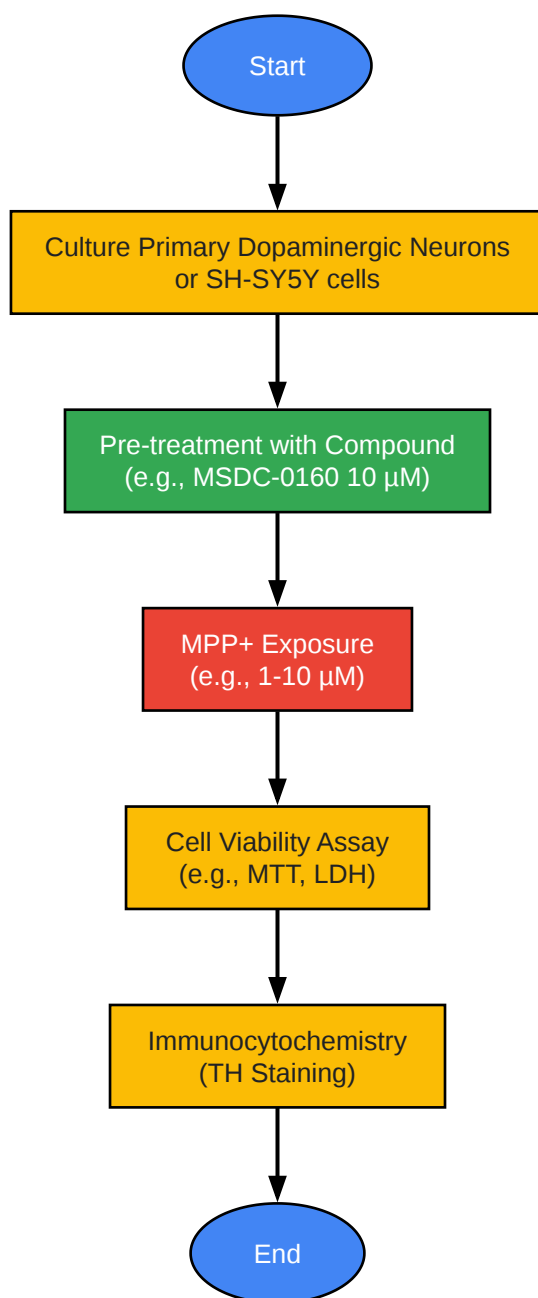 Start
Culture Primary Dopaminergic Neurons
or SH-SY5Y cells
Pre-treatment with Compound
(e.g., MSDC-0160 10 µM)
MPP+ Exposure
(e.g., 1-10 µM)
Cell Viability Assay
(e.g., MTT, LDH)
Immunocytochemistry
(TH Staining)
End